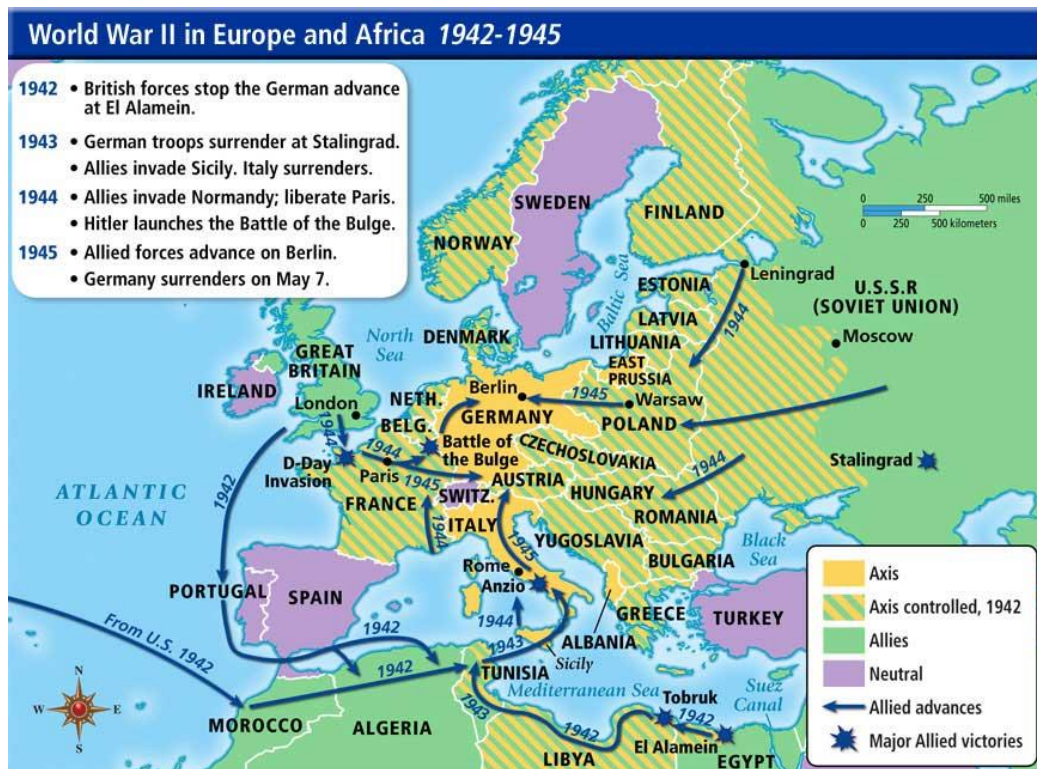 World War II in Europe and Africa 1942-1945
1942 • British forces stop the German advance
at El Alamein.
1943 • German troops surrender at Stalingrad.
• Allies invade Sicily. Italy surrenders.
1944 • Allies invade Normandy; liberate Paris.
• Hitler launches the Battle of the Bulge.
1945 • Allied forces advance on Berlin.
• Germany surrenders on May 7.
0 250 500 miles
0 250 500 kilometers
SWEDEN
FINLAND
NORWAY
Leningrad
ESTONIA
U.S.S.R
(SOVIET UNION)
Baltic Sea
LATVIA
1944
Moscow
North
Sea
DENMARK
LITHUANIA
GREAT
BRITAIN
EAST
PRUSSIA
IRELAND
Berlin
1945
Warsaw
NETH.
London
GERMANY
POLAND
BELG.
1944
1944
Battle of
the Bulge
CZECHOSLOVAKIA
D-Day
Invasion
Paris
1945
AUSTRIA
1944
Stalingrad
1942
ATLANTIC
OCEAN
FRANCE
SWITZ.
HUNGARY
ROMANIA
1944
ITALY
1945
YUGOSLAVIA
Black
Sea
BULGARIA
Rome
Anzio
PORTUGAL
SPAIN
GREECE
TURKEY
1944
ALBANIA
From U.S. 1942
1942
1943
Sicily
1942
TUNISIA
Mediterranean Sea
Suez
Canal
Tobruk
1942
MOROCCO
ALGERIA
1943
1942
El Alamein
LIBYA
EGYPT
N
W E
S
Axis
Axis controlled, 1942
Allies
Neutral
Allied advances
Major Allied victories